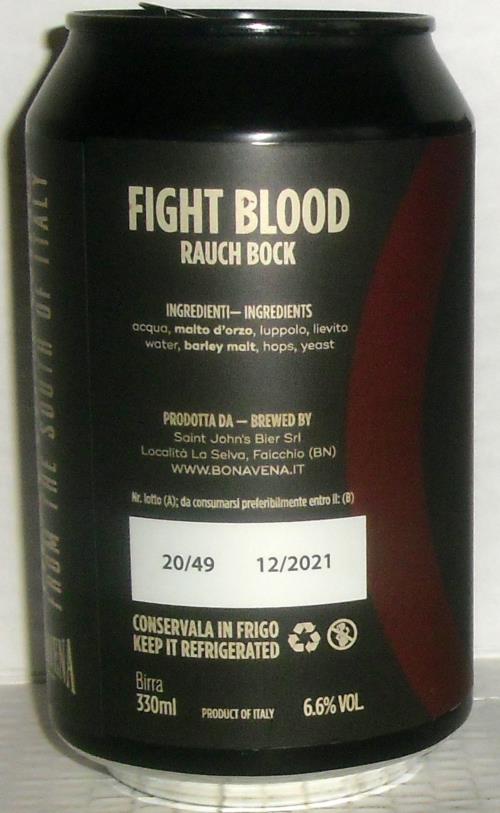 FIGHT BLOOD
RAUCH BOCK
INGREDIENTI— INGREDIENTS
acqua, malto d'orzo, luppolo, lievito
water, barley malt, hops, yeast
PRODOTTA DA — BREWED BY
Saint John's Bier Srl
Località La Selva, Faicchio (BN)
WWW.BONAVENA.IT
Nr. lotto (A); da consumarsi preferibilmente entro il: (B)
20/49 12/2021
CONSERVALA IN FRIGO
KEEP IT REFRIGERATED
Birra
330ml PRODUCT OF ITALY 6.6% VOL.
FROM THE SOUTH OF ITALY